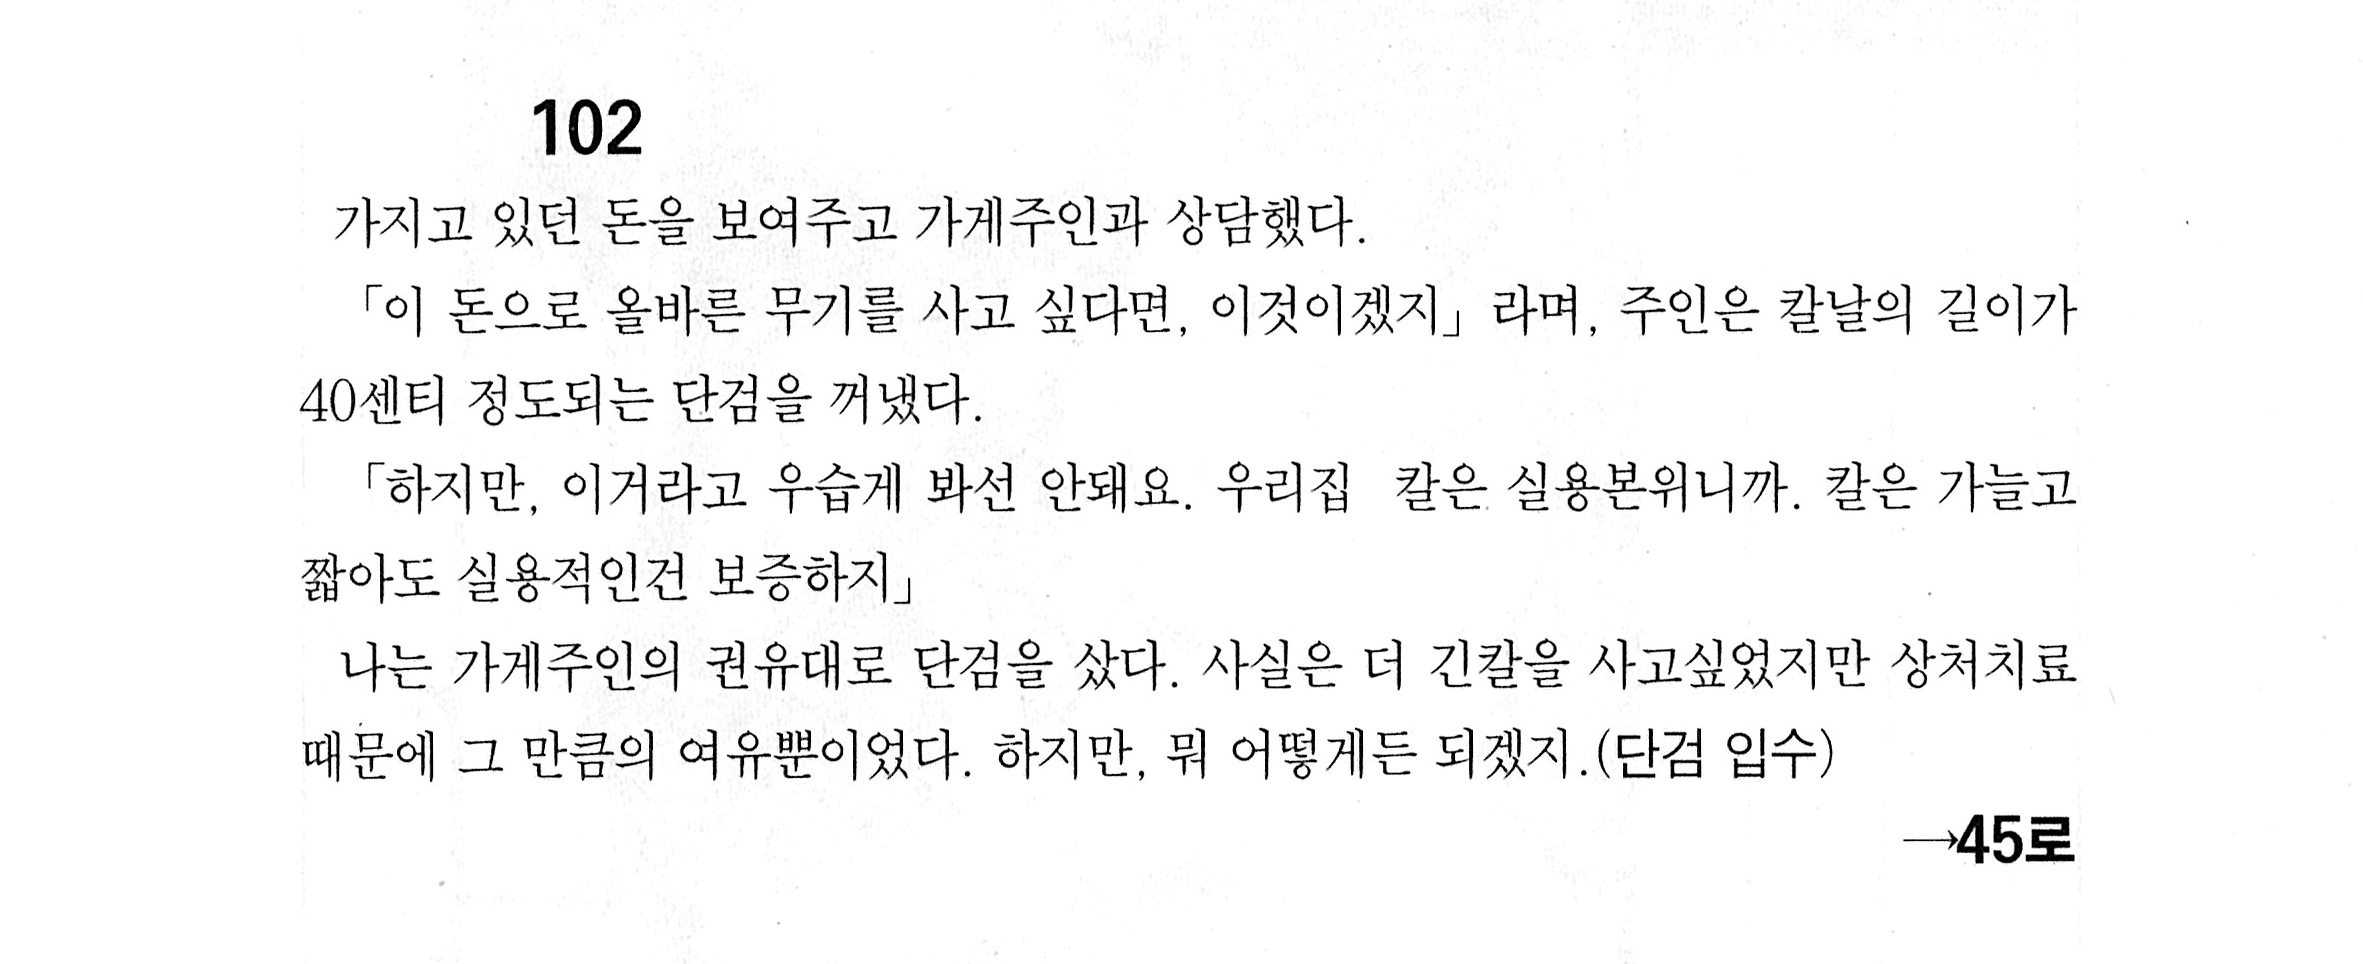 102
가지고 있던 돈을 보여주고 가게주인과 상담했다.
「이 돈으로 올바른 무기를 사고 싶다면, 이것이겠지」라며, 주인은 칼날의 길이가
40센티 정도되는 단검을 꺼냈다.
「하지만, 이거라고 우습게 봐선 안돼요. 우리집 칼은 실용본위니까. 칼은 가늘고
짧아도 실용적인건 보증하지」
나는 가게주인의 권유대로 단검을 샀다. 사실은 더 긴칼을 사고싶었지만 상처치료
때문에 그 만큼의 여유뿐이었다. 하지만, 뭐 어떻게든 되겠지.(단검 입수)
→45로